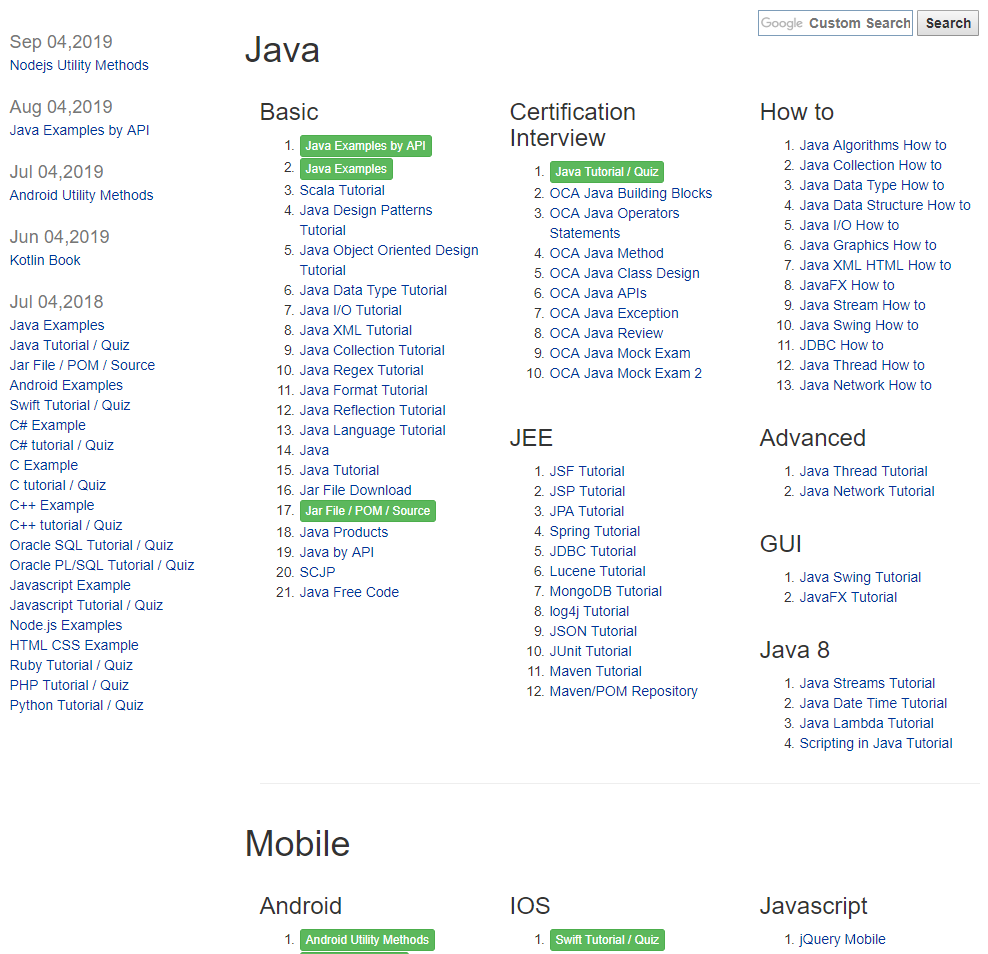 Google Custom Search Search
Sep 04,2019
Nodejs Utility Methods
Aug 04,2019
Java Examples by API
Jul 04,2019
Android Utility Methods
Jun 04,2019
Kotlin Book
Jul 04,2018
Java Examples
Java Tutorial / Quiz
Jar File / POM / Source
Android Examples
Swift Tutorial / Quiz
C# Example
C# tutorial / Quiz
C Example
C tutorial / Quiz
C++ Example
C++ tutorial / Quiz
Oracle SQL Tutorial / Quiz
Oracle PL/SQL Tutorial / Quiz
Javascript Example
Javascript Tutorial / Quiz
Node.js Examples
HTML CSS Example
Ruby Tutorial / Quiz
PHP Tutorial / Quiz
Python Tutorial / Quiz
Java
Basic
1. Java Examples by API
2. Java Examples
3. Scala Tutorial
4. Java Design Patterns
Tutorial
5. Java Object Oriented Design
Tutorial
6. Java Data Type Tutorial
7. Java I/O Tutorial
8. Java XML Tutorial
9. Java Collection Tutorial
10. Java Regex Tutorial
11. Java Format Tutorial
12. Java Reflection Tutorial
13. Java Language Tutorial
14. Java
15. Java Tutorial
16. Jar File Download
17. Jar File / POM / Source
18. Java Products
19. Java by API
20. SCJP
21. Java Free Code
Certification
Interview
1. Java Tutorial / Quiz
2. OCA Java Building Blocks
3. OCA Java Operators
Statements
4. OCA Java Method
5. OCA Java Class Design
6. OCA Java APIs
7. OCA Java Exception
8. OCA Java Review
9. OCA Java Mock Exam
10. OCA Java Mock Exam 2
JEE
1. JSF Tutorial
2. JSP Tutorial
3. JPA Tutorial
4. Spring Tutorial
5. JDBC Tutorial
6. Lucene Tutorial
7. MongoDB Tutorial
8. log4j Tutorial
9. JSON Tutorial
10. JUnit Tutorial
11. Maven Tutorial
12. Maven/POM Repository
How to
1. Java Algorithms How to
2. Java Collection How to
3. Java Data Type How to
4. Java Data Structure How to
5. Java I/O How to
6. Java Graphics How to
7. Java XML HTML How to
8. JavaFX How to
9. Java Stream How to
10. Java Swing How to
11. JDBC How to
12. Java Thread How to
13. Java Network How to
Advanced
1. Java Thread Tutorial
2. Java Network Tutorial
GUI
1. Java Swing Tutorial
2. JavaFX Tutorial
Java 8
1. Java Streams Tutorial
2. Java Date Time Tutorial
3. Java Lambda Tutorial
4. Scripting in Java Tutorial
Mobile
Android
1. Android Utility Methods
IOS
1. Swift Tutorial / Quiz
Javascript
1. jQuery Mobile